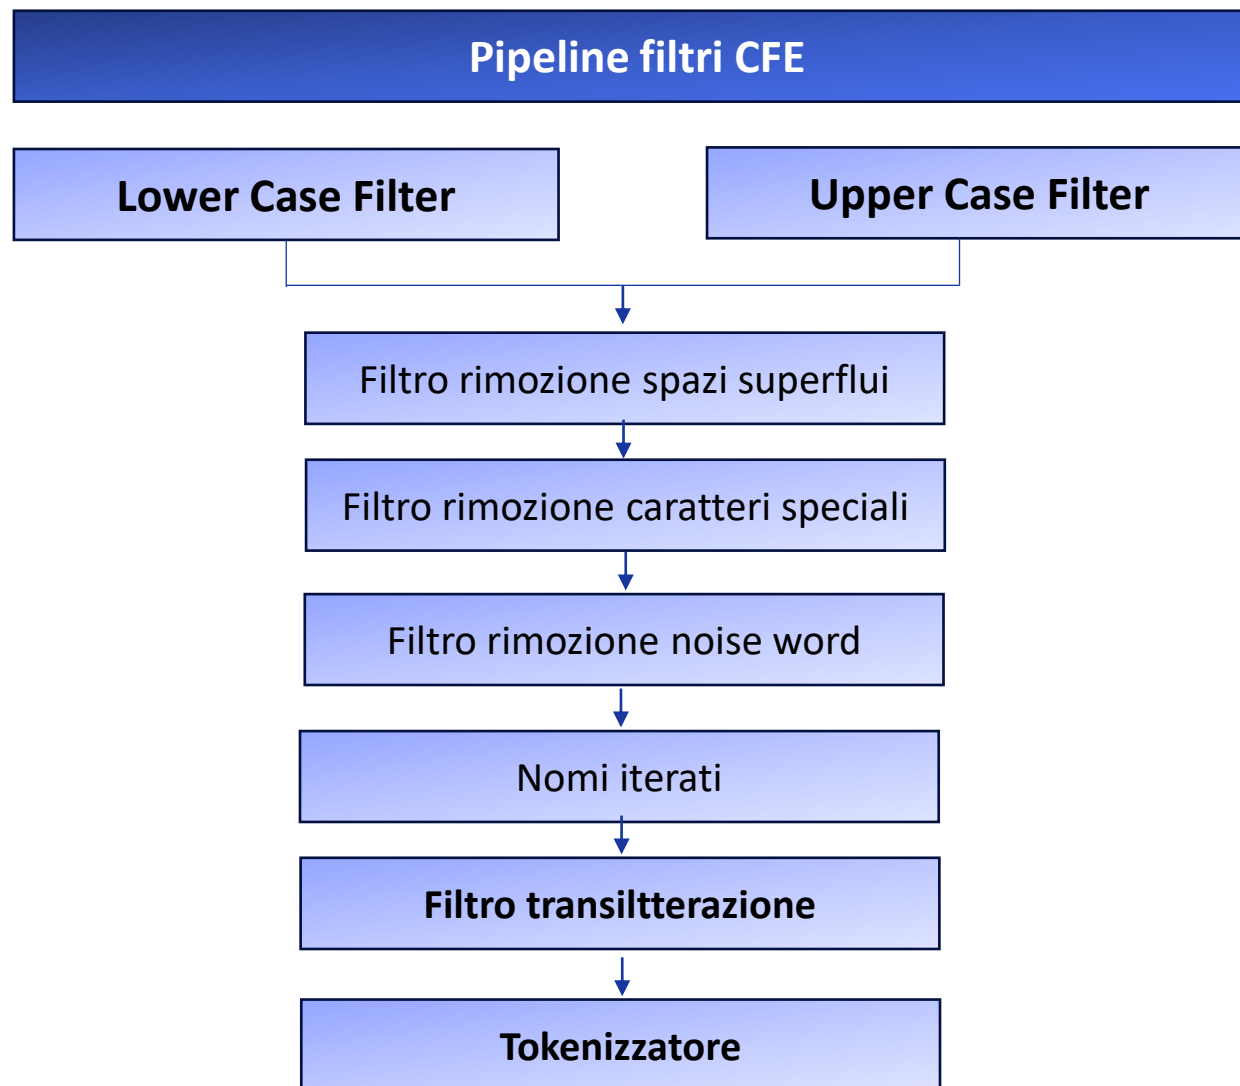 Pipeline filtri CFE
Lower Case Filter
Upper Case Filter
Filtro rimozione spazi superflui
Filtro rimozione caratteri speciali
Filtro rimozione noise word
Nomi iterati
Filtro transiltterazione
Tokenizzatore